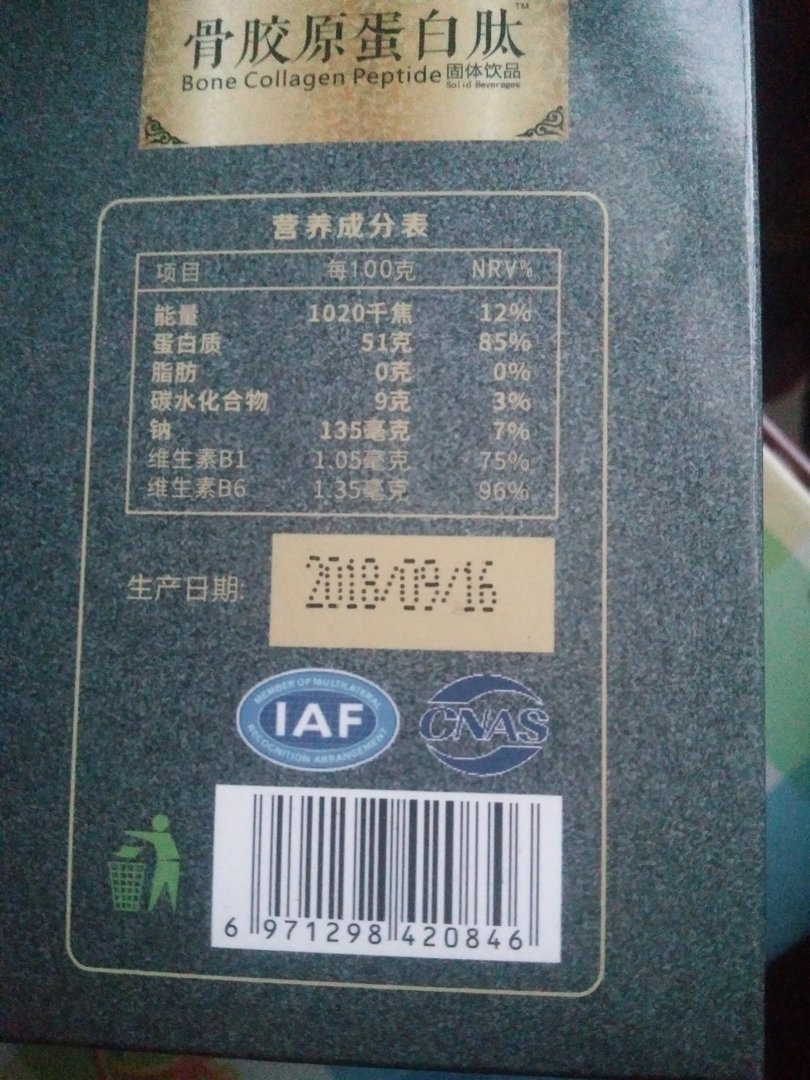 骨胶原蛋白肽™
Bone Collagen Peptide 固体饮品
Solid Beverages
营养成分表
项目 每100克 NRV%
能量 1020千焦 12%
蛋白质 51克 85%
脂肪 0克 0%
碳水化合物 9克 3%
钠 135毫克 7%
维生素B1 1.05毫克 75%
维生素B6 1.35毫克 96%
生产日期: 2018/09/16
MEMBER OF MULTILATERAL
IAF
RECOGNITION ARRANGEMENT
CNAS
6 971298 420846